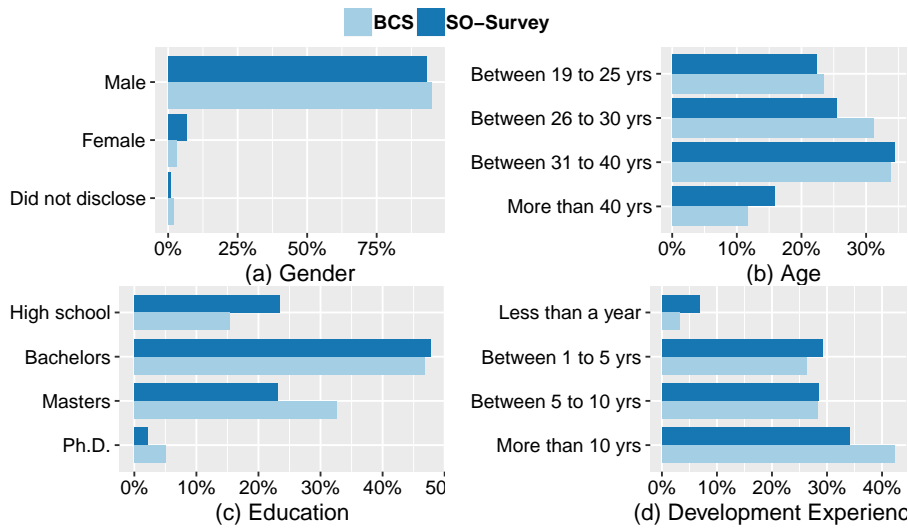 BCS SO-Survey
Male
Female
Did not disclose
0% 25% 50% 75%
(a) Gender
Between 19 to 25 yrs
Between 26 to 30 yrs
Between 31 to 40 yrs
More than 40 yrs
0% 10% 20% 30%
(b) Age
High school
Bachelors
Masters
Ph.D.
0% 10% 20% 30% 40% 50
(c) Education
Less than a year
Between 1 to 5 yrs
Between 5 to 10 yrs
More than 10 yrs
0% 10% 20% 30% 40%
(d) Development Experienc